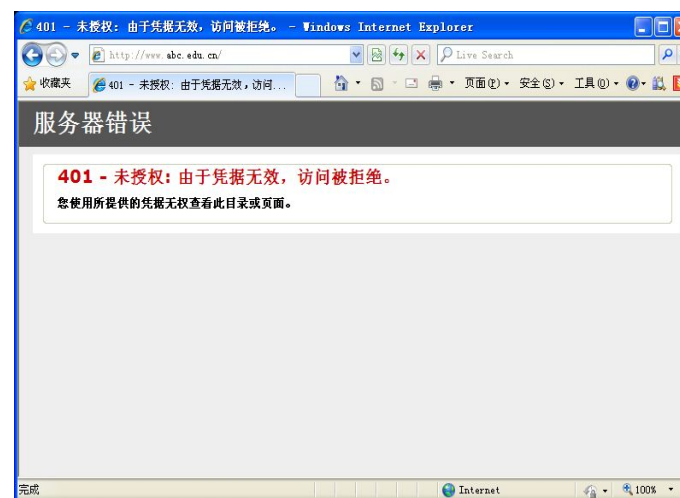 401 - 未授权: 由于凭据无效，访问被拒绝。 - Windows Internet Explorer
http://www.abc.edu.cn/
Live Search
收藏夹
401 - 未授权: 由于凭据无效，访问...
页面(P)
安全(S)
工具(O)
服务器错误
401 - 未授权: 由于凭据无效，访问被拒绝。
您使用所提供的凭据无权查看此目录或页面。
完成
Internet
100%